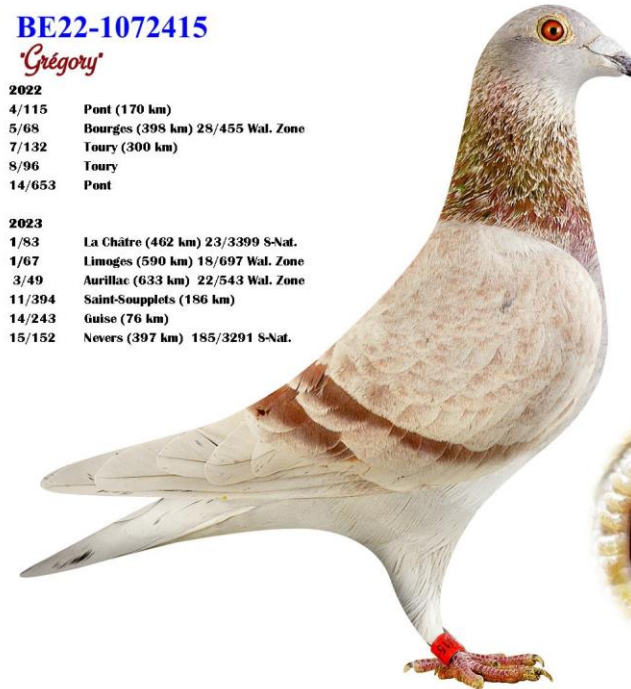 BE22-1072415
"Grégory"
2022
4/115 Pont (170 km)
5/68 Bourges (398 km) 28/455 Wal. Zone
7/132 Toury (300 km)
8/96 Toury
14/653 Pont
2023
1/83 La Châtre (462 km) 23/3399 S-Nat.
1/67 Limoges (590 km) 18/697 Wal. Zone
3/49 Aurillac (633 km) 22/543 Wal. Zone
11/394 Saint-Soupplets (186 km)
14/243 Guise (76 km)
15/152 Nevers (397 km) 185/3291 S-Nat.